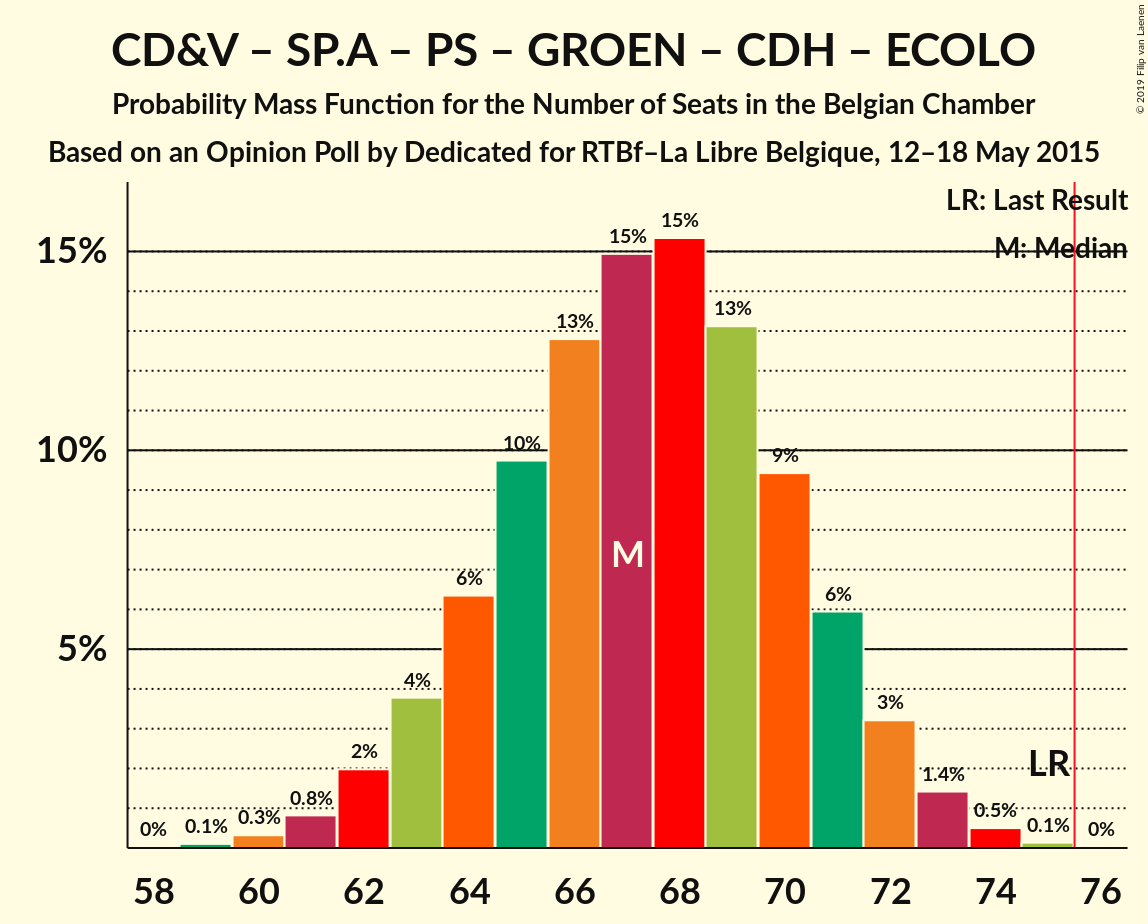 CD&V – SP.A – PS – GROEN – CDH – ECOLO
Probability Mass Function for the Number of Seats in the Belgian Chamber
Based on an Opinion Poll by Dedicated for RTBf–La Libre Belgique, 12–18 May 2015
© 2019 Filip van Laenen
LR: Last Result
M: Median
15%
10%
5%
0%
0.1%
0.3%
0.8%
2%
4%
6%
10%
13%
15%
15%
13%
9%
6%
3%
1.4%
0.5%
0.1%
0%
M
LR
58 60 62 64 66 68 70 72 74 76